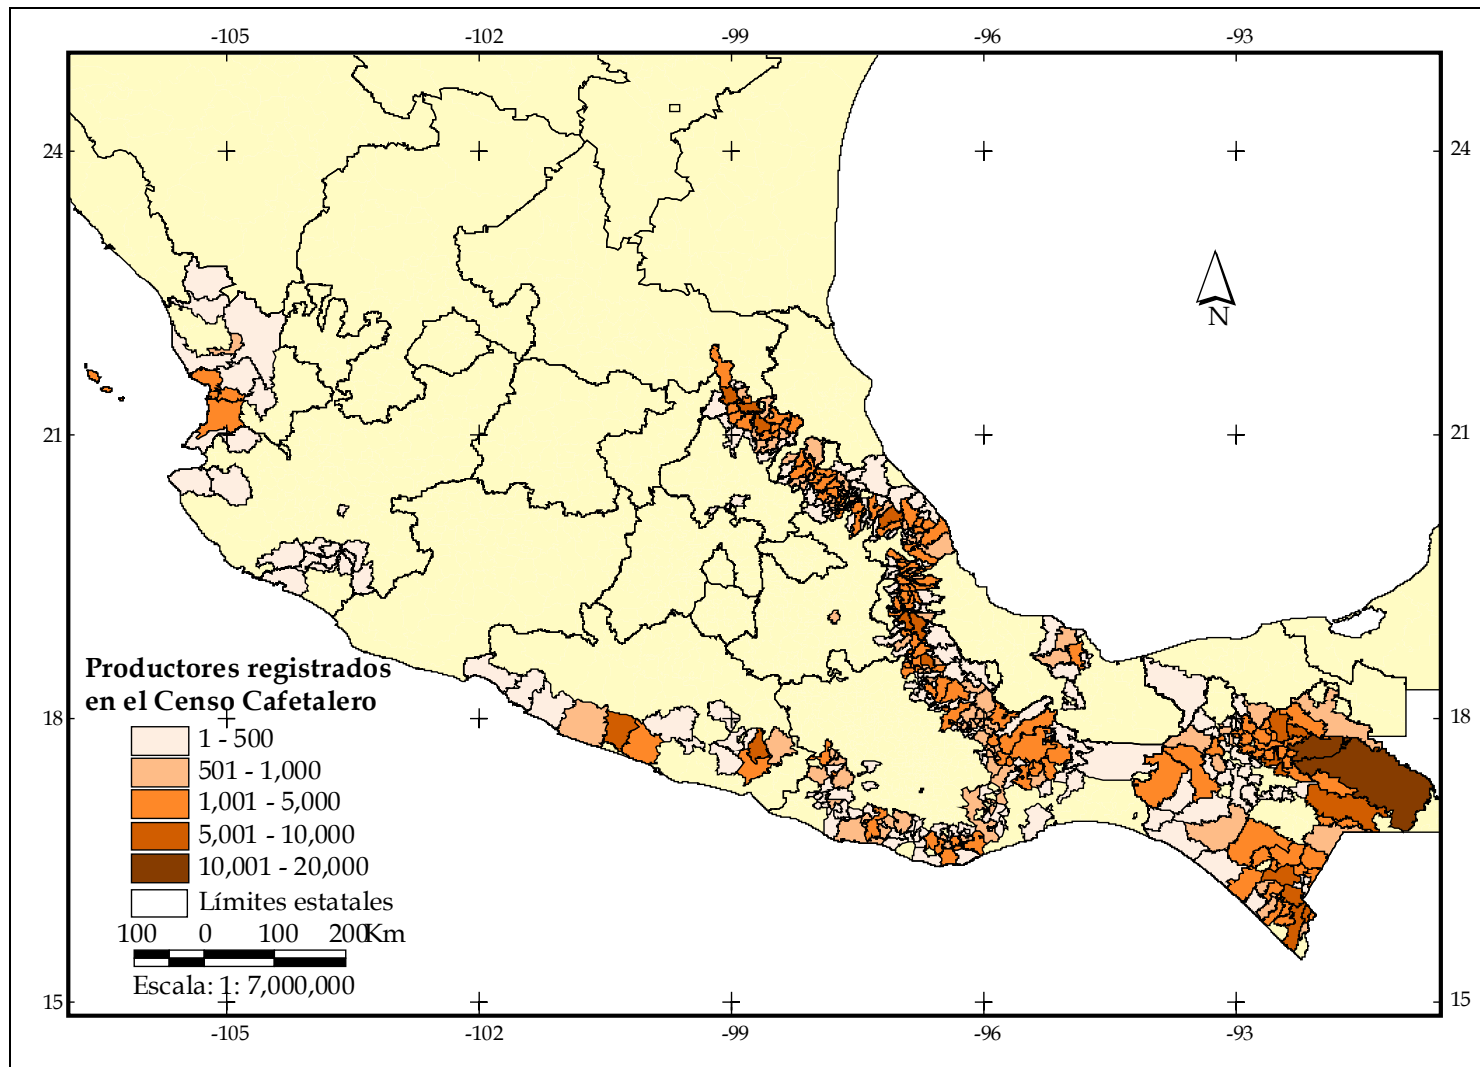 -105 -102 -99 -96 -93
24 24
N
21 21
Productores registrados
en el Censo Cafetalero
18 18
1 - 500
501 - 1,000
1,001 - 5,000
5,001 - 10,000
10,001 - 20,000
Límites estatales
100 0 100 200Km
Escala: 1: 7,000,000
15 15
-105 -102 -99 -96 -93